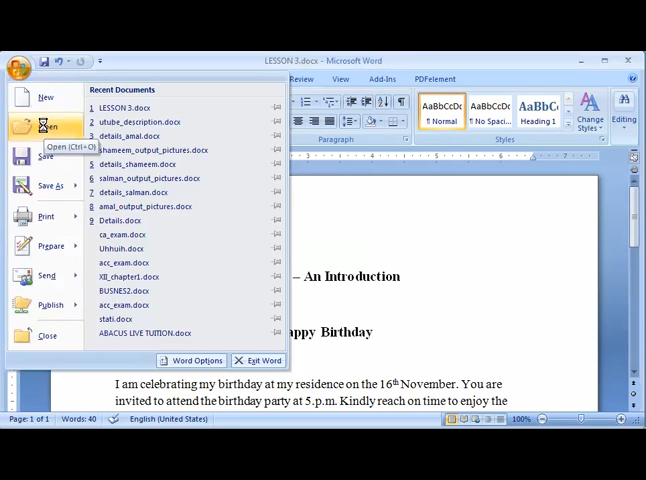 LESSON 3.docx - Microsoft Word
Review View Add-Ins PDFelement
New
Open (Ctrl+O)
Save
Save As
Print
Prepare
Send
Publish
Close
Recent Documents
1 LESSON 3.docx
2 utube_description.docx
3 details_amal.docx
shameem_output_pictures.docx
5 details_shameem.docx
6 salman_output_pictures.docx
7 details_salman.docx
8 amal_output_pictures.docx
9 Details.docx
ca_exam.docx
Uhhuih.docx
acc_exam.docx
XII_chapter1.docx
BUSNES2.docx
acc_exam.docx
stati.docx
ABACUS LIVE TUITION.docx
Word Options
Exit Word
AaBbCcDc AaBbCcDc AaBbCc
¶ Normal ¶ No Spaci... Heading 1
Change Styles
Editing
Paragraph
Styles
– An Introduction
appy Birthday
I am celebrating my birthday at my residence on the 16th November. You are
invited to attend the birthday party at 5.p.m. Kindly reach on time to enjoy the
Page: 1 of 1 Words: 40 English (United States) 100%